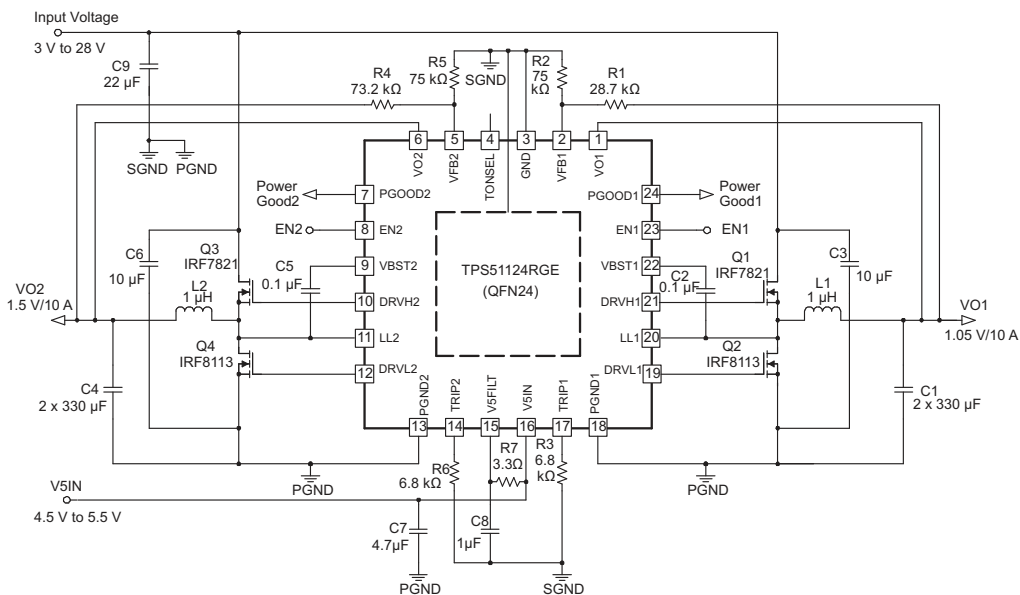 Input Voltage
3 V to 28 V
C9
22 µF
SGND
PGND
R4
73.2 kΩ
R5
75 kΩ
SGND
R2
75
kΩ
R1
28.7 kΩ
6
5
4
3
2
1
VO2
VFB2
TONSEL
GND
VFB1
VO1
Power
Good2
7
PGOOD2
PGOOD1
24
Power
Good1
EN2
8
EN2
EN1
23
EN1
C6
10 µF
Q3
IRF7821
C5
0.1 µF
9
VBST2
TPS51124RGE
(QFN24)
VBST1
22
C2
0.1 µF
Q1
IRF7821
C3
10 µF
VO2
1.5 V/10 A
L2
1 µH
10
DRVH2
DRVH1
21
L1
1 µH
VO1
1.05 V/10 A
11
LL2
LL1
20
Q4
IRF8113
12
DRVL2
DRVL1
19
Q2
IRF8113
C4
2 x 330 µF
C1
2 x 330 µF
PGND2
TRIP2
V5FILT
V5IN
TRIP1
PGND1
13
14
15
16
17
18
PGND
R6
6.8 kΩ
R7
3.3Ω
R3
6.8
kΩ
PGND
V5IN
4.5 V to 5.5 V
C7
4.7µF
C8
1µF
PGND
SGND